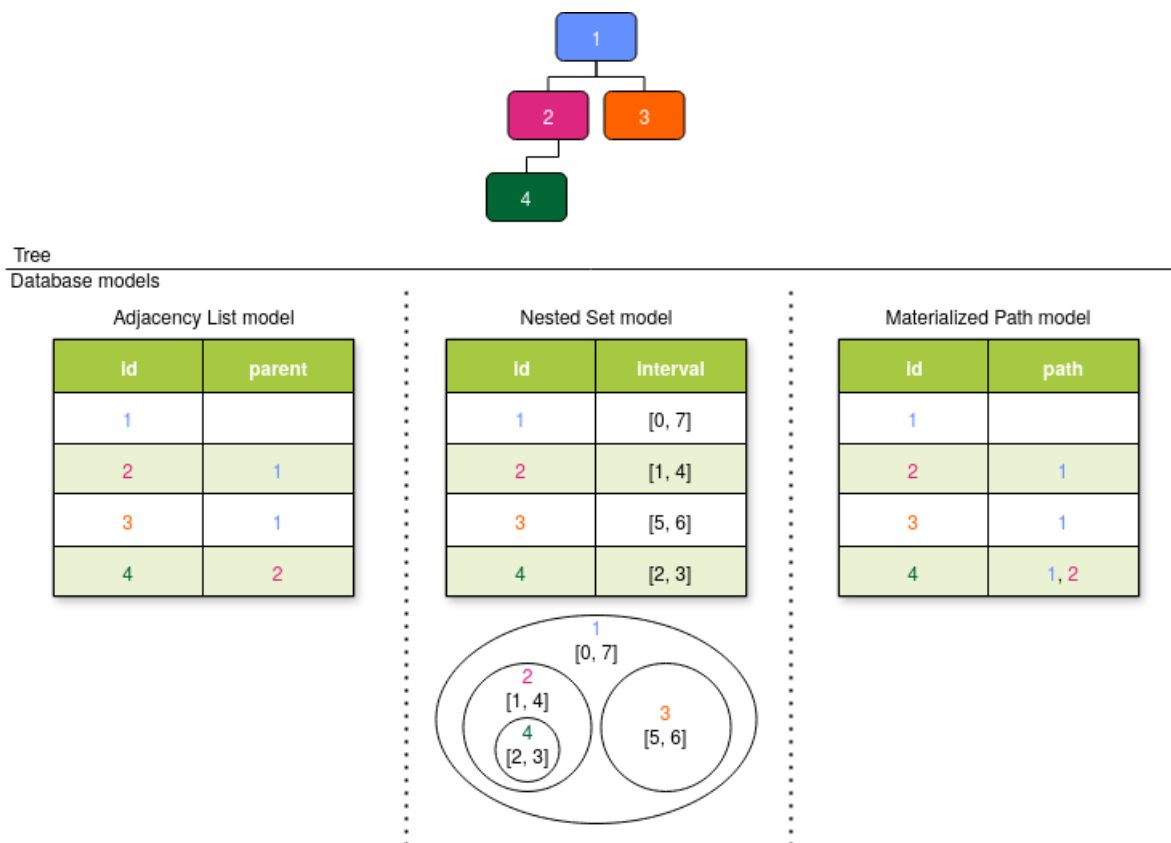 1
2 3
4
Tree
Database models
Adjacency List model
id parent
1
2 1
3 1
4 2
Nested Set model
id interval
1 [0, 7]
2 [1, 4]
3 [5, 6]
4 [2, 3]
1
[0, 7]
2
[1, 4]
4
[2, 3]
3
[5, 6]
Materialized Path model
id path
1
2 1
3 1
4 1, 2